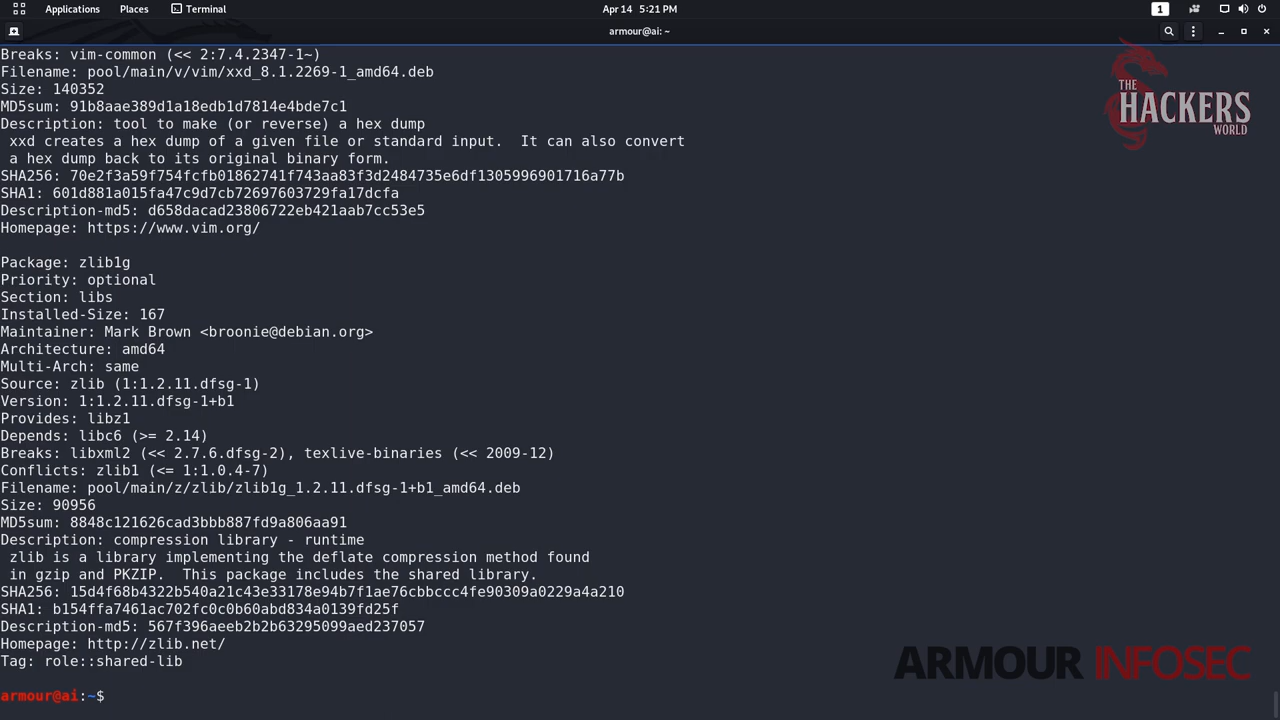 Applications Places Terminal Apr 14 5:21 PM 1
armour@ai: ~
Breaks: vim-common (<< 2:7.4.2347-1~)
Filename: pool/main/v/vim/xxd_8.1.2269-1_amd64.deb
Size: 140352
MD5sum: 91b8aae389d1a18edb1d7814e4bde7c1
Description: tool to make (or reverse) a hex dump
 xxd creates a hex dump of a given file or standard input.  It can also convert
 a hex dump back to its original binary form.
SHA256: 70e2f3a59f754fcfb01862741f743aa83f3d2484735e6df1305996901716a77b
SHA1: 601d881a015fa47c9d7cb72697603729fa17dcfa
Description-md5: d658dacad23806722eb421aab7cc53e5
Homepage: https://www.vim.org/
THE
HACKERS
WORLD
Package: zlib1g
Priority: optional
Section: libs
Installed-Size: 167
Maintainer: Mark Brown <broonie@debian.org>
Architecture: amd64
Multi-Arch: same
Source: zlib (1:1.2.11.dfsg-1)
Version: 1:1.2.11.dfsg-1+b1
Provides: libz1
Depends: libc6 (>= 2.14)
Breaks: libxml2 (<< 2.7.6.dfsg-2), texlive-binaries (<< 2009-12)
Conflicts: zlib1 (<= 1:1.0.4-7)
Filename: pool/main/z/zlib/zlib1g_1.2.11.dfsg-1+b1_amd64.deb
Size: 90956
MD5sum: 8848c121626cad3bbb887fd9a806aa91
Description: compression library - runtime
 zlib is a library implementing the deflate compression method found
 in gzip and PKZIP.  This package includes the shared library.
SHA256: 15d4f68b4322b540a21c43e33178e94b7f1ae76cbbccc4fe90309a0229a4a210
SHA1: b154ffa7461ac702fc0c0b60abd834a0139fd25f
Description-md5: 567f396aeeb2b2b63295099aed237057
Homepage: http://zlib.net/
Tag: role::shared-lib
ARMOUR INFOSEC
armour@ai:~$